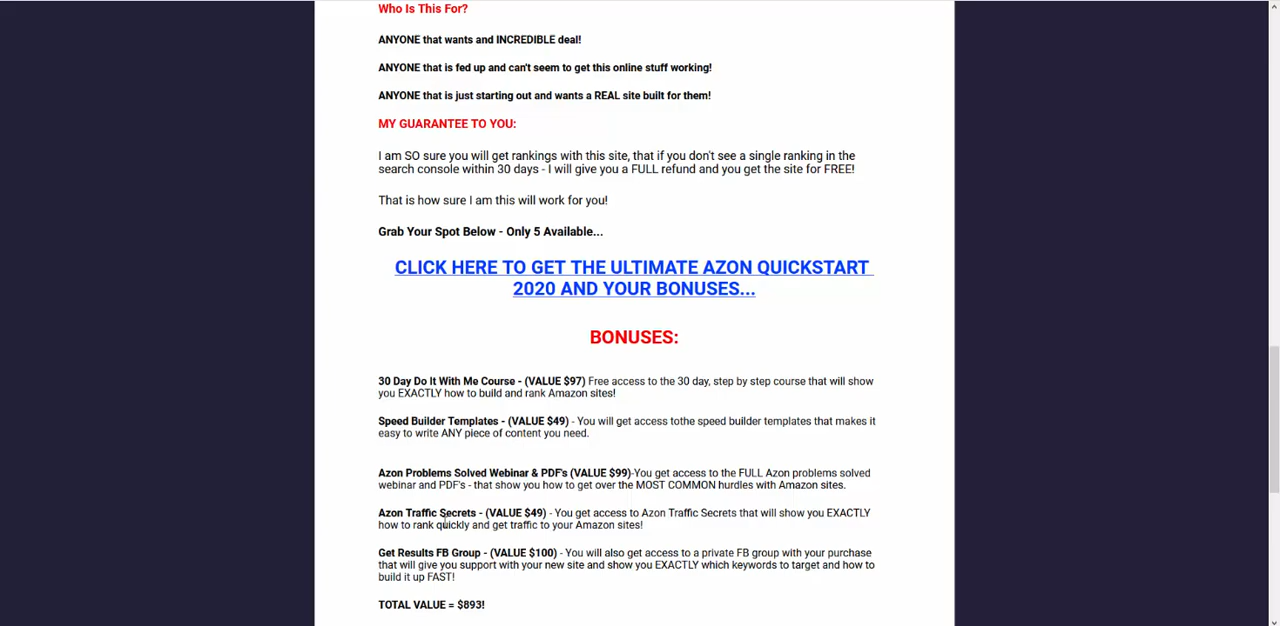 Who Is This For?
ANYONE that wants and INCREDIBLE deal!
ANYONE that is fed up and can't seem to get this online stuff working!
ANYONE that is just starting out and wants a REAL site built for them!
MY GUARANTEE TO YOU:
I am SO sure you will get rankings with this site, that if you don't see a single ranking in the
search console within 30 days - I will give you a FULL refund and you get the site for FREE!
That is how sure I am this will work for you!
Grab Your Spot Below - Only 5 Available...
CLICK HERE TO GET THE ULTIMATE AZON QUICKSTART
2020 AND YOUR BONUSES...
BONUSES:
30 Day Do It With Me Course - (VALUE $97) Free access to the 30 day, step by step course that will show
you EXACTLY how to build and rank Amazon sites!
Speed Builder Templates - (VALUE $49) - You will get access tothe speed builder templates that makes it
easy to write ANY piece of content you need.
Azon Problems Solved Webinar & PDF's (VALUE $99)-You get access to the FULL Azon problems solved
webinar and PDF's - that show you how to get over the MOST COMMON hurdles with Amazon sites.
Azon Traffic Secrets - (VALUE $49) - You get access to Azon Traffic Secrets that will show you EXACTLY
how to rank quickly and get traffic to your Amazon sites!
Get Results FB Group - (VALUE $100) - You will also get access to a private FB group with your purchase
that will give you support with your new site and show you EXACTLY which keywords to target and how to
build it up FAST!
TOTAL VALUE = $893!